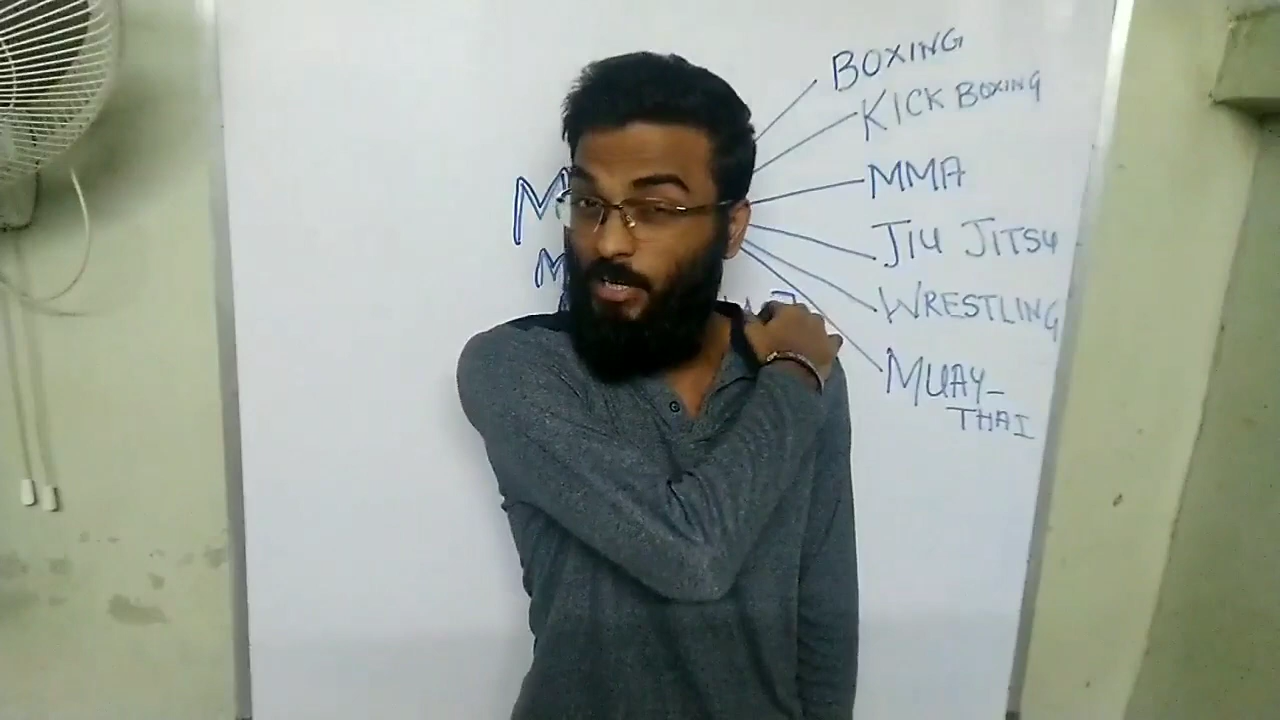 BOXING
KICK BOXING
MMA
JIU JITSU
WRESTLING
MUAY-
THAI